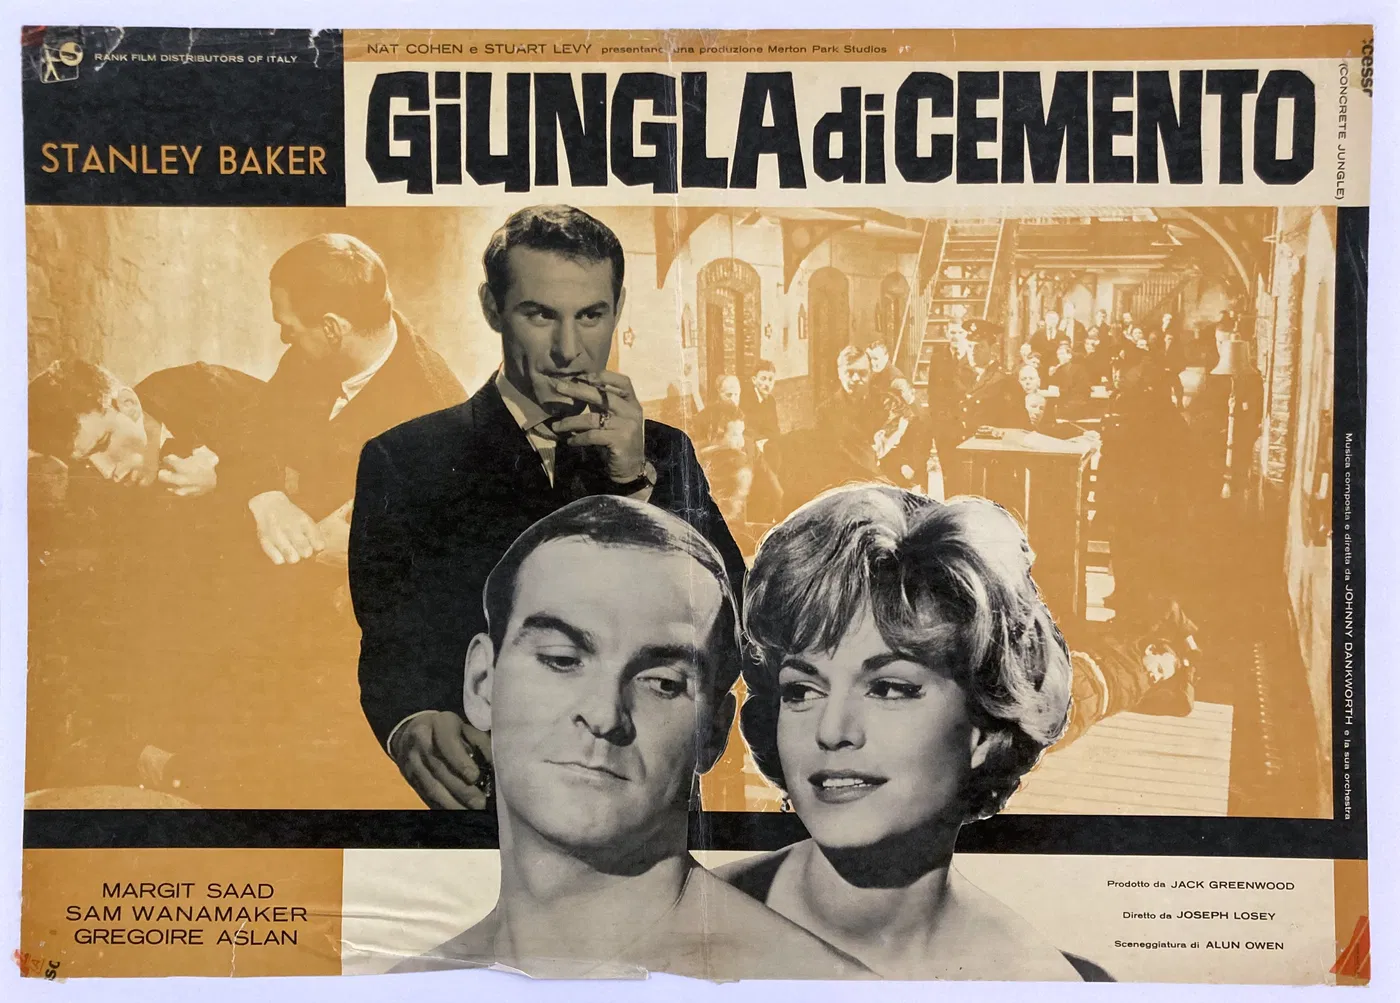 RANK FILM DISTRIBUTORS OF ITALY
STANLEY BAKER
NAT COHEN e STUART LEVY presentano una produzione Merton Park Studios
GiUNGLA di CEMENTO
(CONCRETE JUNGLE)
:cessr
Musica composta e diretta da JOHNNY DANKWORTH e la sua orchestra
MARGIT SAAD
SAM WANAMAKER
GREGOIRE ASLAN
Prodotto da JACK GREENWOOD
Diretto da JOSEPH LOSEY
Sceneggiatura di ALUN OWEN